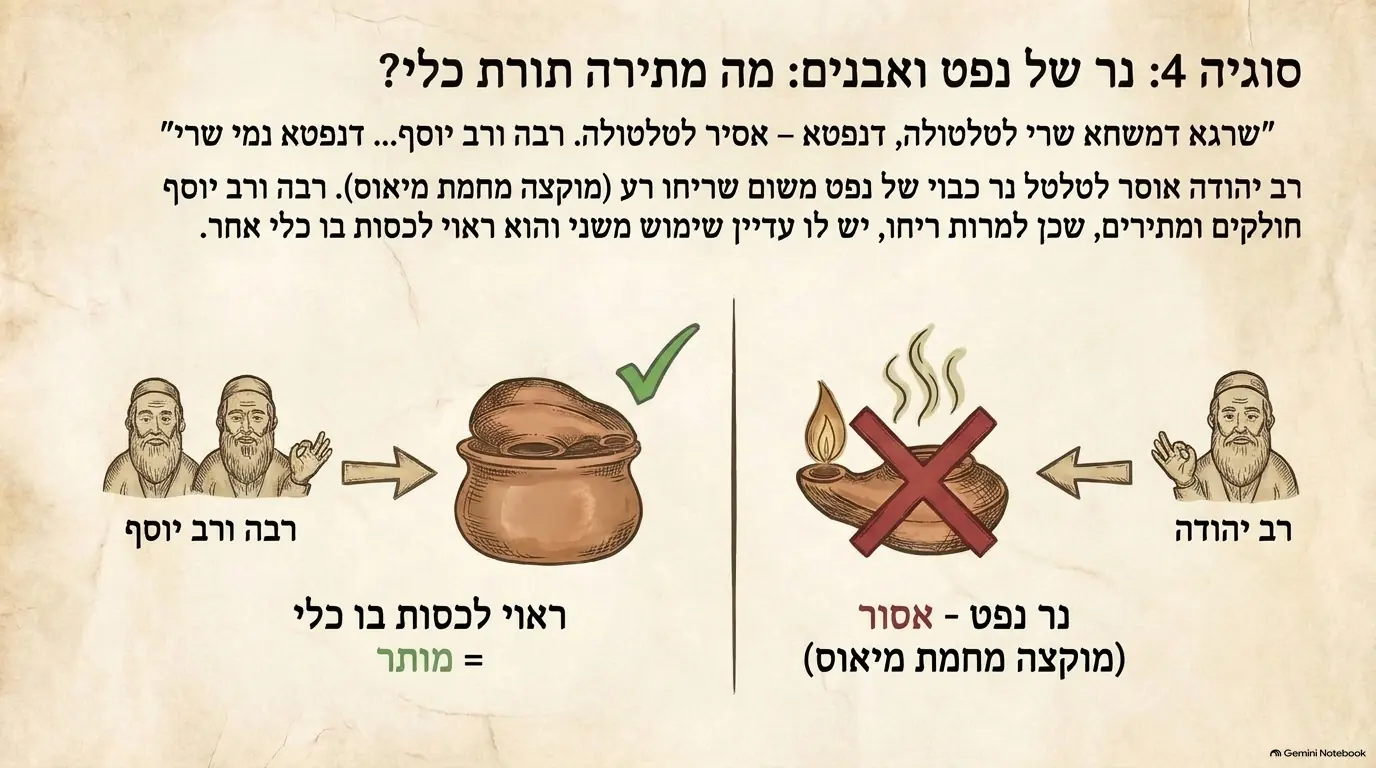 סוגיה 4: נר של נפט ואבנים: מה מתירה תורת כלי?
"שרגא דמשחא שרי לטלטולה, דנפטא – אסיר לטלטולה. רבה ורב יוסף... דנפטא נמי שרי"
רב יהודה אוסר לטלטל נר כבוי של נפט משום שריחו רע (מוקצה מחמת מיאוס). רבה ורב יוסף
חולקים ומתירים, שכן למרות ריחו, יש לו עדיין שימוש משני והוא ראוי לכסות בו כלי אחר.
רב יהודה
נר נפט - אסור
(מוקצה מחמת מיאוס)
רבה ורב יוסף
ראוי לכסות בו כלי
= מותר
Gemini Notebook